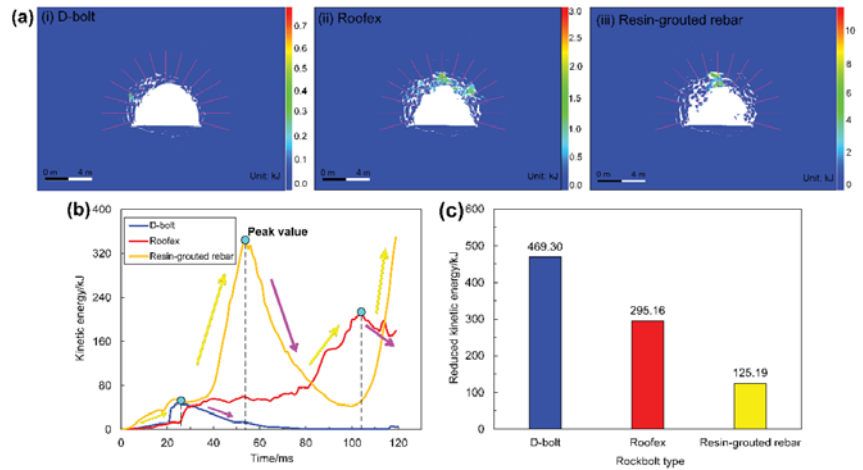 (a)
(i) D-bolt
0.7
0.6
0.5
0.4
0.3
0.2
0.1
0.0
0 m 4 m
Unit: kJ
(ii) Roofex
3.0
2.5
2.0
1.5
1.0
0.5
0.0
0 m 4 m
Unit: kJ
(iii) Resin-grouted rebar
10
8
6
4
2
0
0 m 4 m
Unit: kJ
(b)
Kinetic energy/kJ
400
320
240
160
80
0
D-bolt
Roofex
Resin-grouted rebar
Peak value
0 20 40 60 80 100 120
Time/ms
(c)
Reduced kinetic energy/kJ
600
500
400
300
200
100
0
469.30
295.16
125.19
D-bolt Roofex Resin-grouted rebar
Rockbolt type